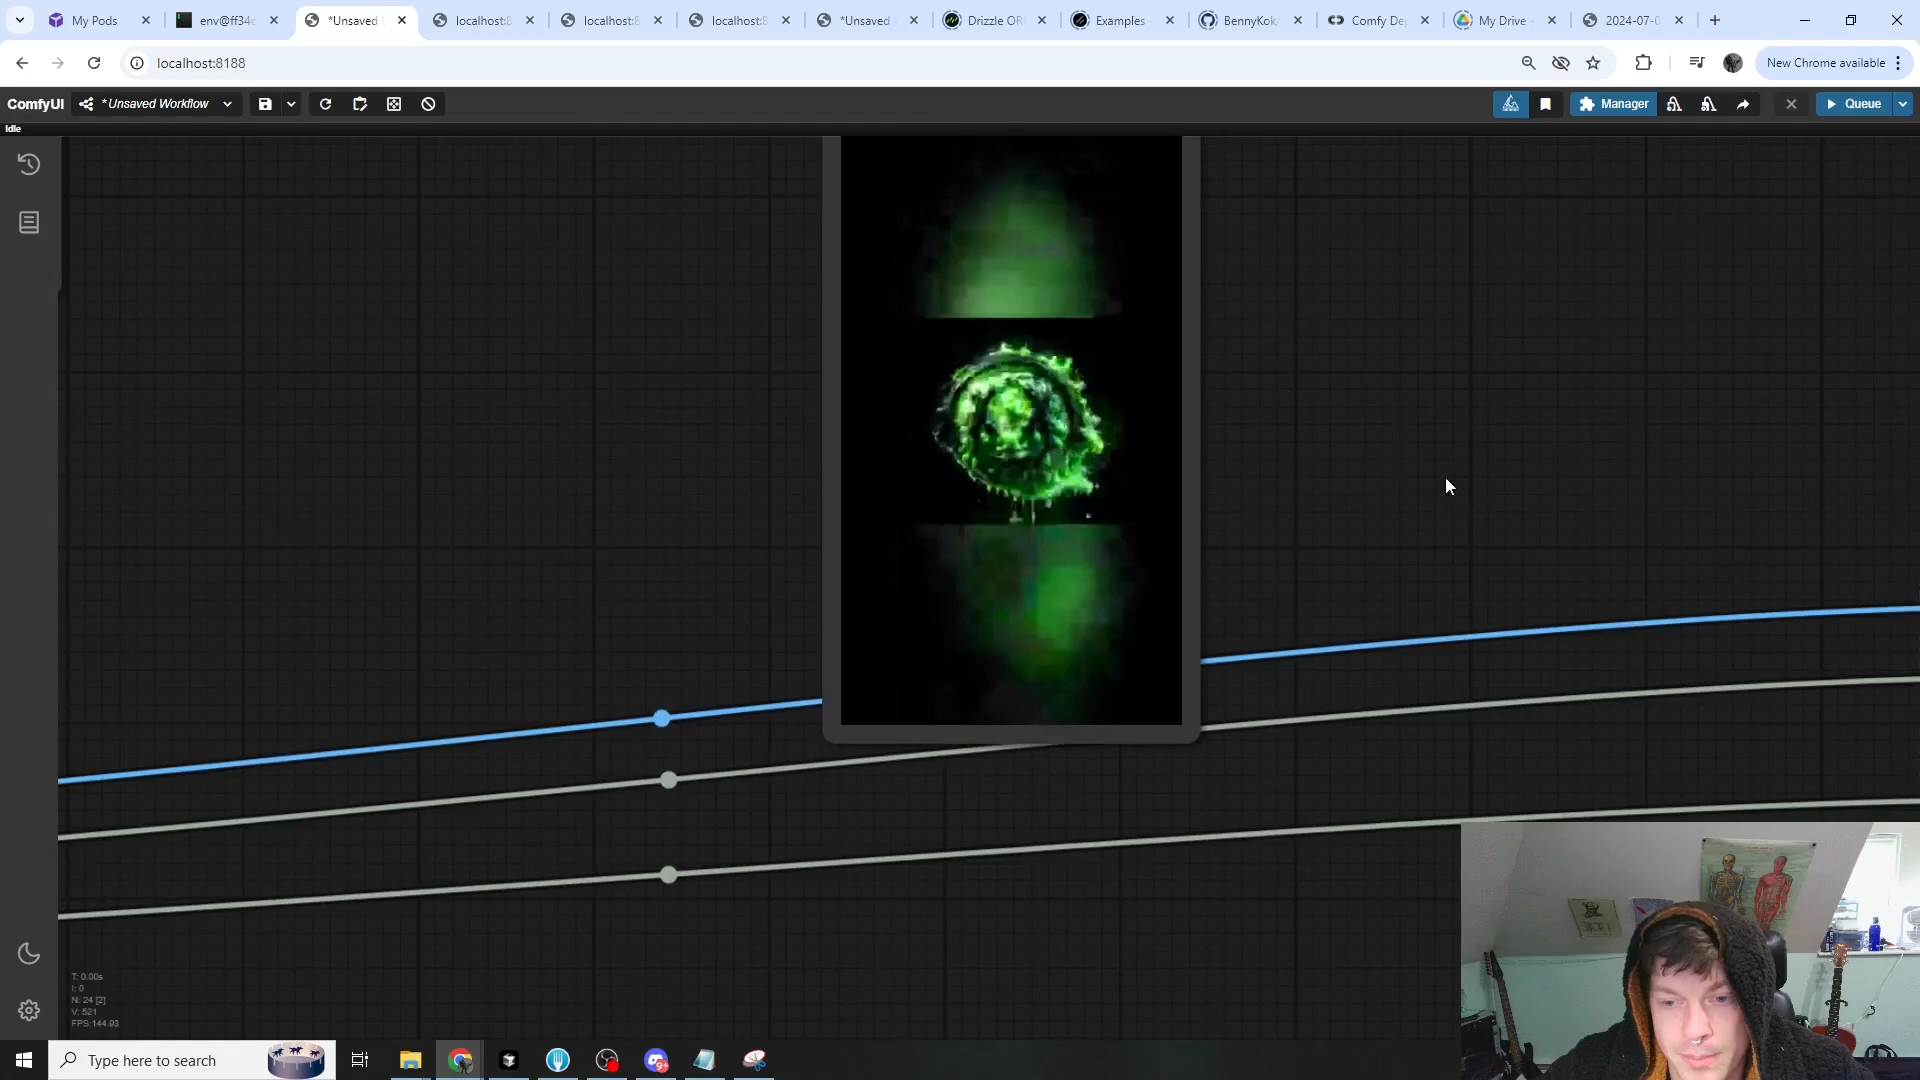 My Pods
env@ff34
*Unsaved
localhost:8
localhost:8
localhost:8
*Unsaved
Drizzle OR
Examples -
BennyKok
Comfy De
My Drive -
2024-07-0
localhost:8188
New Chrome available
ComfyUI
*Unsaved Workflow
Manager
Queue
Idle
T: 0.00s
I: 0
N: 24 [2]
V: 521
FPS:144.93
Type here to search
9+